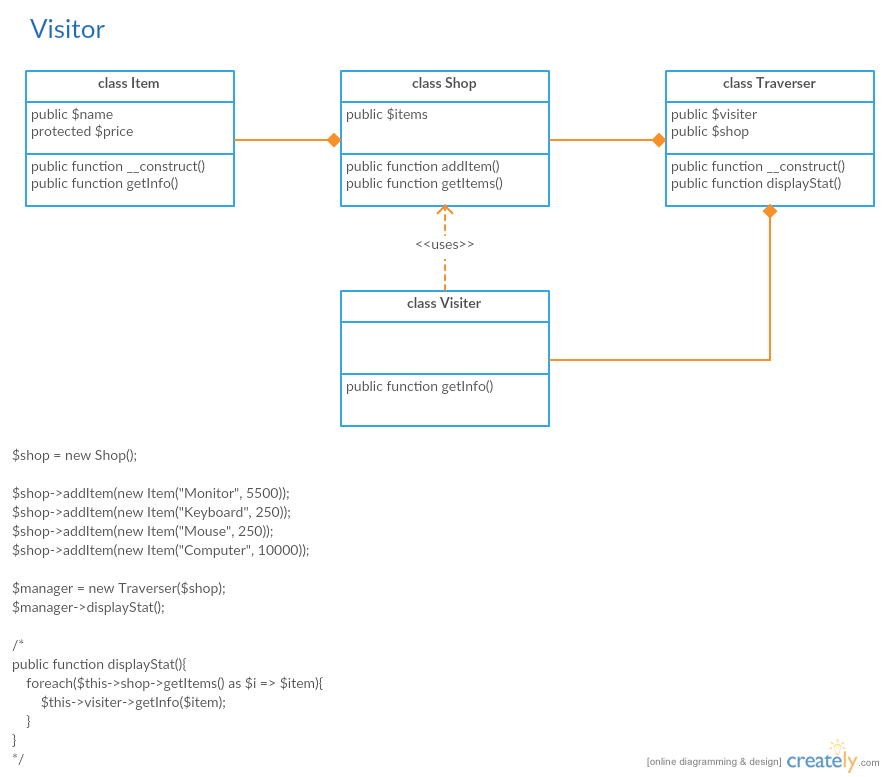 Visitor
class Item
public $name
protected $price
public function __construct()
public function getInfo()
class Shop
public $items
public function addItem()
public function getItems()
class Traverser
public $visiter
public $shop
public function __construct()
public function displayStat()
<<uses>>
class Visiter
public function getInfo()
$shop = new Shop();
$shop->addItem(new Item("Monitor", 5500));
$shop->addItem(new Item("Keyboard", 250));
$shop->addItem(new Item("Mouse", 250));
$shop->addItem(new Item("Computer", 10000));
$manager = new Traverser($shop);
$manager->displayStat();
/*
public function displayStat(){
foreach($this->shop->getItems() as $i => $item){
$this->visiter->getInfo($item);
}
}
*/
[online diagramming & design] creately.com